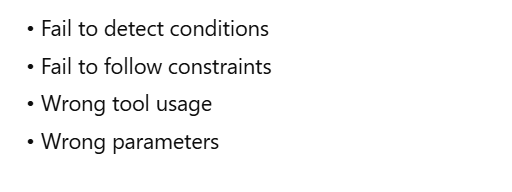 • Fail to detect conditions
• Fail to follow constraints
• Wrong tool usage
• Wrong parameters